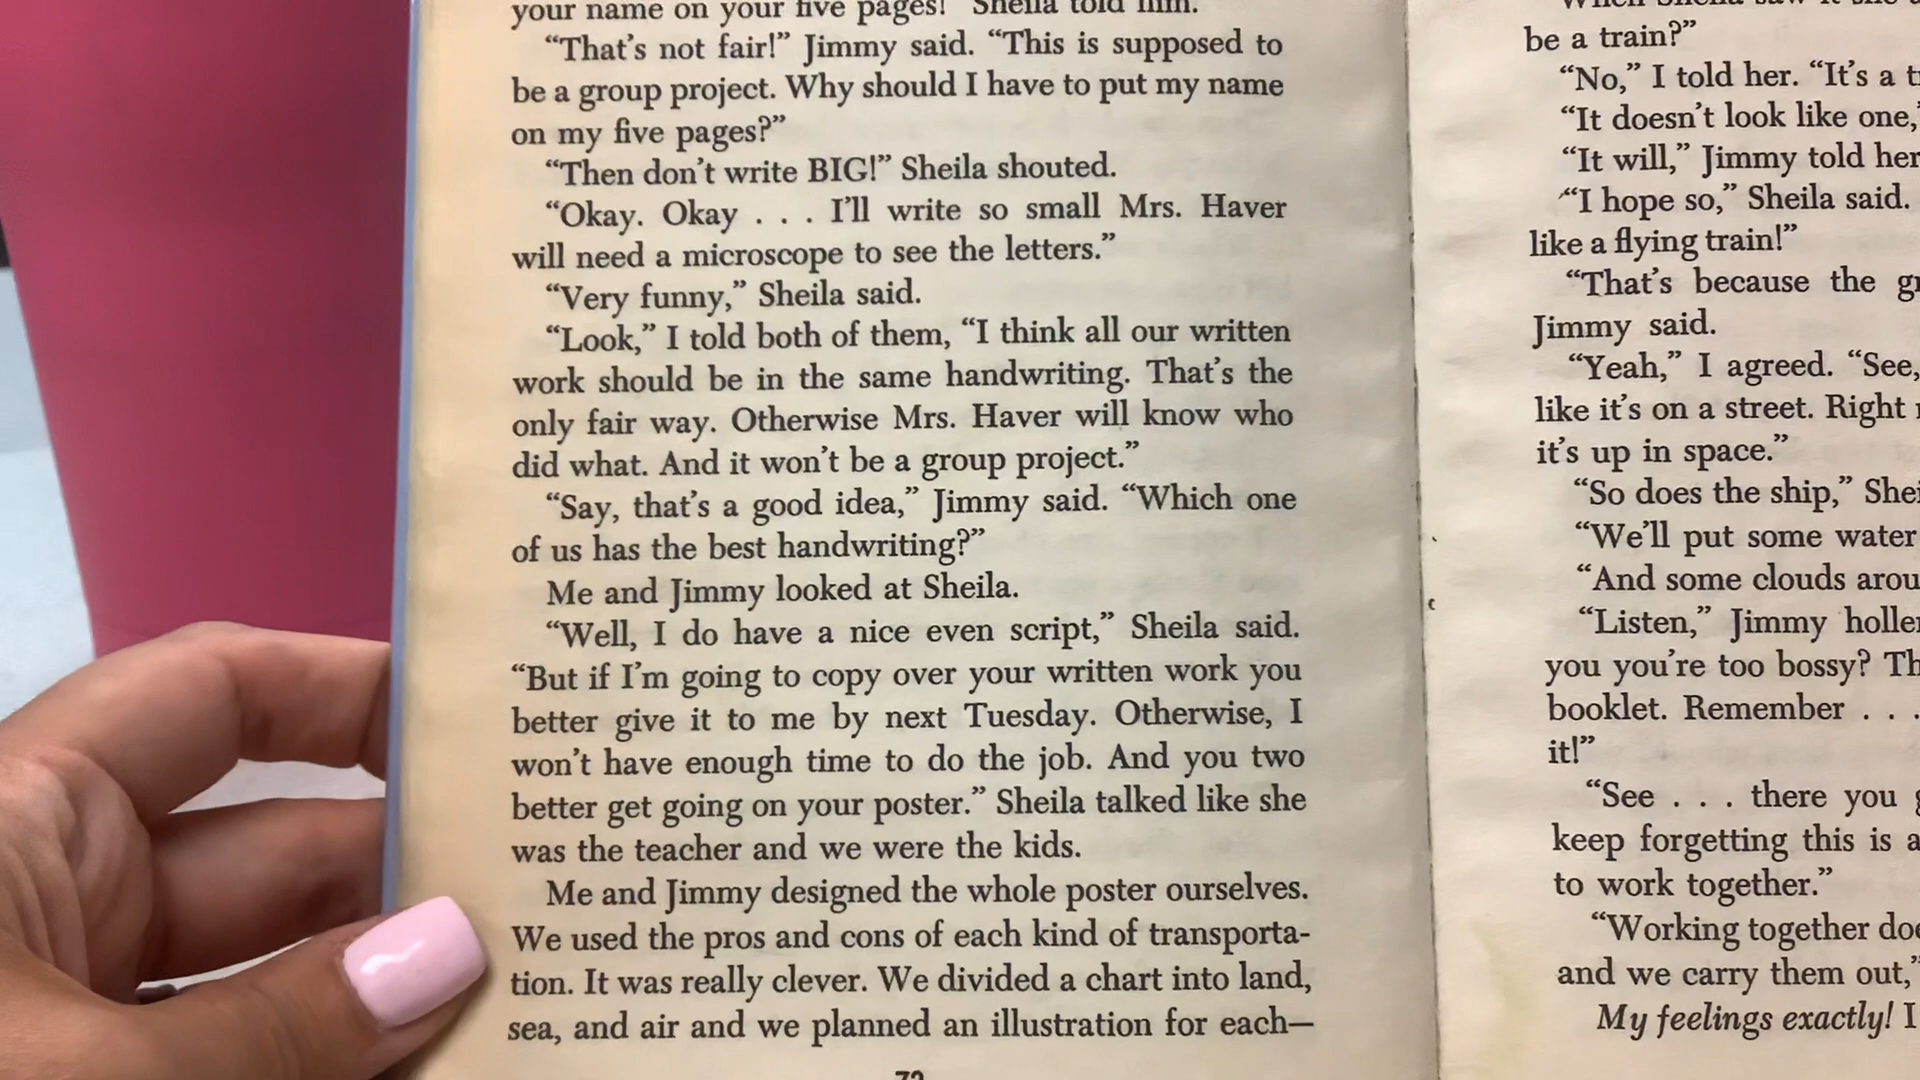 your name on your five pages!" Sheila told him.
"That's not fair!" Jimmy said. "This is supposed to
be a group project. Why should I have to put my name
on my five pages?"
"Then don't write BIG!" Sheila shouted.
"Okay. Okay . . . I'll write so small Mrs. Haver
will need a microscope to see the letters."
"Very funny," Sheila said.
"Look," I told both of them, "I think all our written
work should be in the same handwriting. That's the
only fair way. Otherwise Mrs. Haver will know who
did what. And it won't be a group project."
"Say, that's a good idea," Jimmy said. "Which one
of us has the best handwriting?"
Me and Jimmy looked at Sheila.
"Well, I do have a nice even script," Sheila said.
"But if I'm going to copy over your written work you
better give it to me by next Tuesday. Otherwise, I
won't have enough time to do the job. And you two
better get going on your poster." Sheila talked like she
was the teacher and we were the kids.
Me and Jimmy designed the whole poster ourselves.
We used the pros and cons of each kind of transporta-
tion. It was really clever. We divided a chart into land,
sea, and air and we planned an illustration for each—
be a train?"
"No," I told her. "It's a
"It doesn't look like one,
"It will," Jimmy told her
"I hope so," Sheila said.
like a flying train!"
"That's because the
Jimmy said.
"Yeah," I agreed. "See,
like it's on a street. Right
it's up in space."
"So does the ship,"
"We'll put some water
"And some clouds
"Listen," Jimmy
you you're too bossy?
booklet. Remember . . .
it!"
"See . . . there you
keep forgetting this is
to work together."
"Working together
and we carry them out,"
My feelings exactly! I